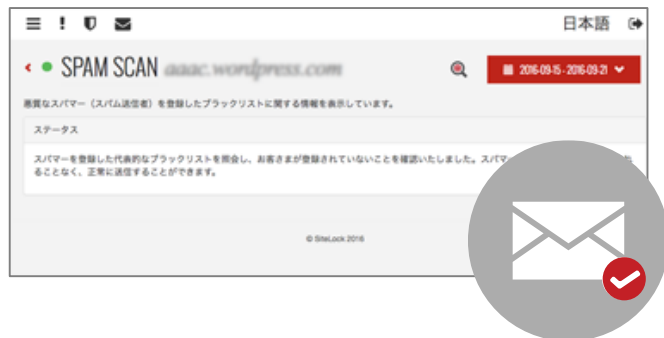 日本語
SPAM SCAN
2016-09-15 - 2016-09-21
悪質なスパマー（スパム送信者）を登録したブラックリストに関する情報を表示しています。
ステータス
スパマーを登録した代表的なブラックリストを照会し、お客さまが登録されていないことを確認いたしました。スパマー
ることなく、正常に送信することができます。
© SiteLock 2016